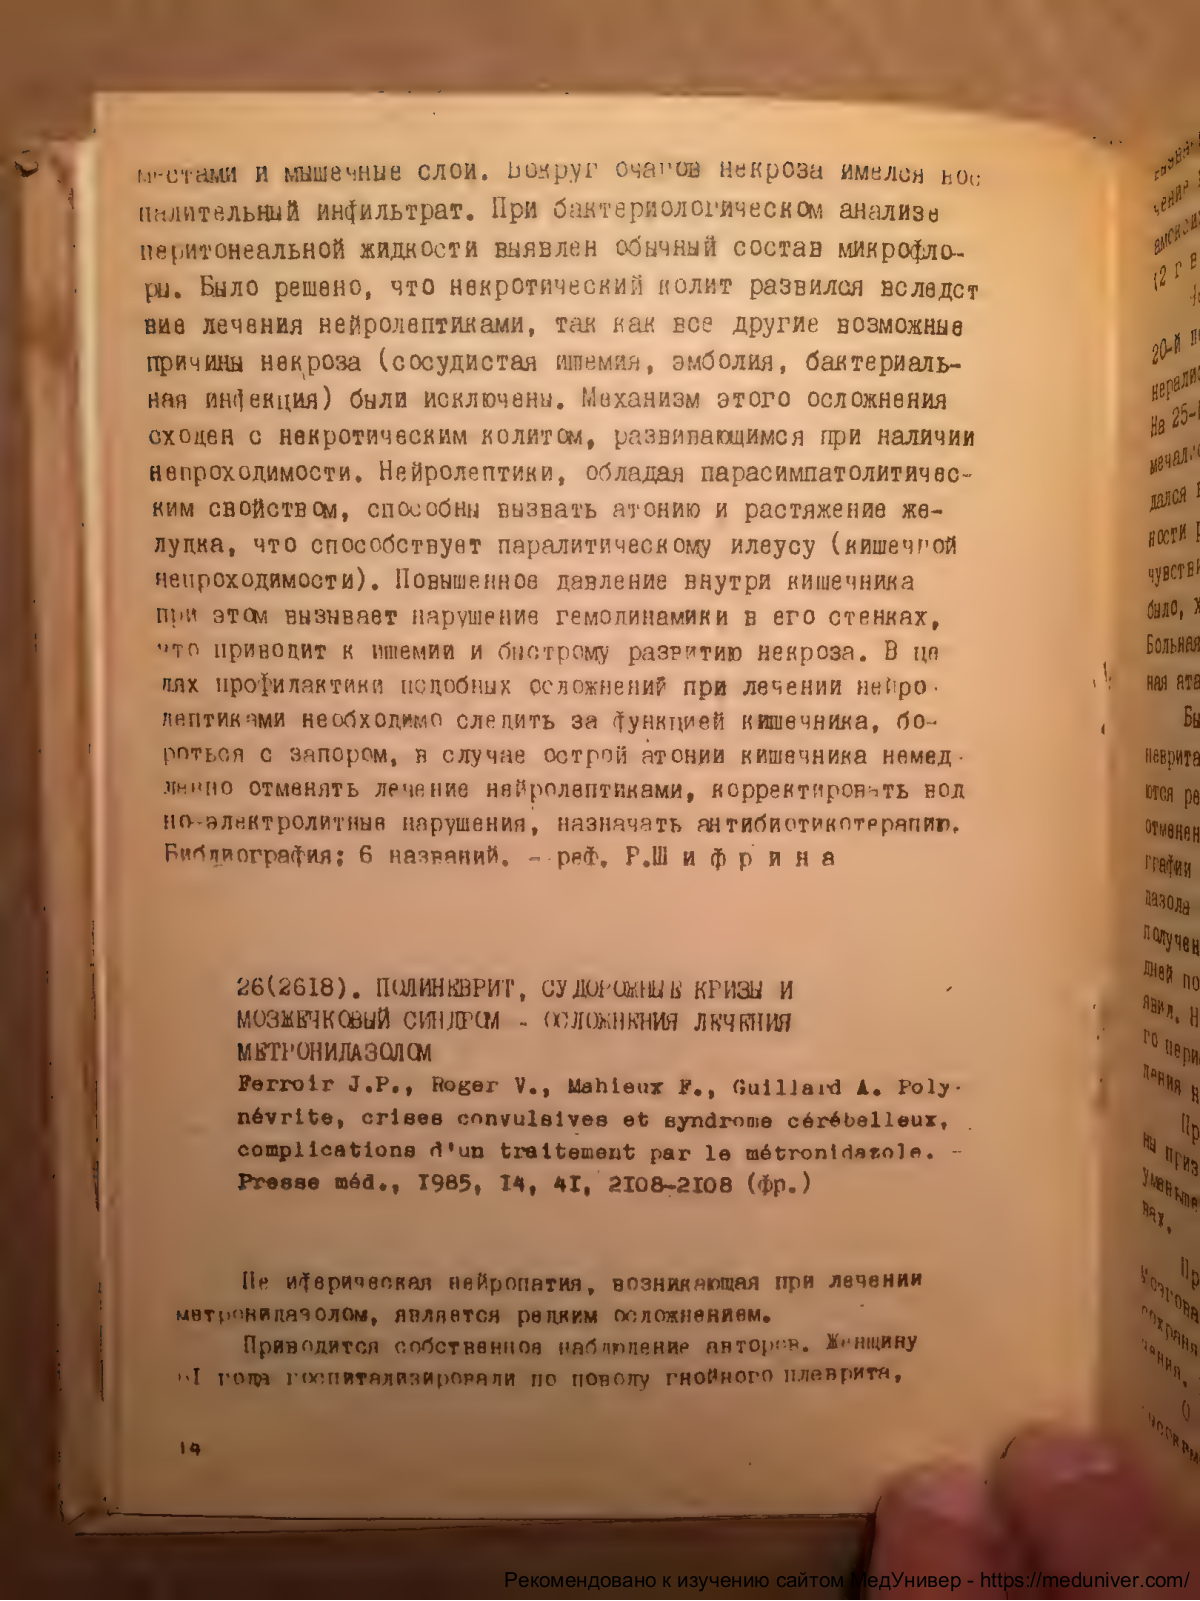 местами и мышечные слои. Вокруг очагов некроза имелся вос
палительный инфильтрат. При бактериологическом анализе
перитонеальной жидкости выявлен обычный состав микрофло-
ры. Было решено, что некротический колит развился вследст
вие лечения нейролептиками, так как все другие возможные
причины некроза (сосудистая ишемия, эмболия, бактериаль-
ная инфекция) были исключены. Механизм этого осложнения
сходен с некротическим колитом, развивающимся при наличии
непроходимости. Нейролептики, обладая парасимпатолитичес-
ким свойством, способны вызвать атонию и растяжение же-
лудка, что способствует паралитическому илеусу (кишечной
непроходимости). Повышенное давление внутри кишечника
при этом вызывает нарушение гемодинамики в его стенках,
что приводит к ишемии и быстрому развитию некроза. В це
лях профилактики подобных осложнений при лечении нейро-
лептиками необходимо следить за функцией кишечника, бо-
роться с запором, в случае острой атонии кишечника немед-
ленно отменять лечение нейролептиками, корректировать вод
но-электролитные нарушения, назначать антибиотикотерапию.
Библиография: 6 названий. - реф. Р.Ш и ф р и н а
26(2618). ПОЛИНЕВРИТ, СУДОРОЖНЫЕ КРИЗЫ И
МОЗЖЕЧКОВЫЙ СИНДРОМ - ОСЛОЖНЕНИЯ ЛЕЧЕНИЯ
МЕТРОНИДАЗОЛОМ
Ferroir J.P., Roger V., Mahieux F., Guillard A. Poly-
névrite, crises convulsives et syndrome cérébelleux,
complications d'un traitement par le métronidazole. -
Presse méd., 1985, 14, 41, 2108-2108 (фр.)
Периферическая нейропатия, возникающая при лечении
метронидазолом, является редким осложнением.
Приводится собственное наблюдение авторов. Женщину
года госпитализировали по поводу гнойного плеврита,
14
20-й
На 25-
было, х
Больная
Рекомендовано к изучению сайтом МедУнивер - https://meduniver.com/